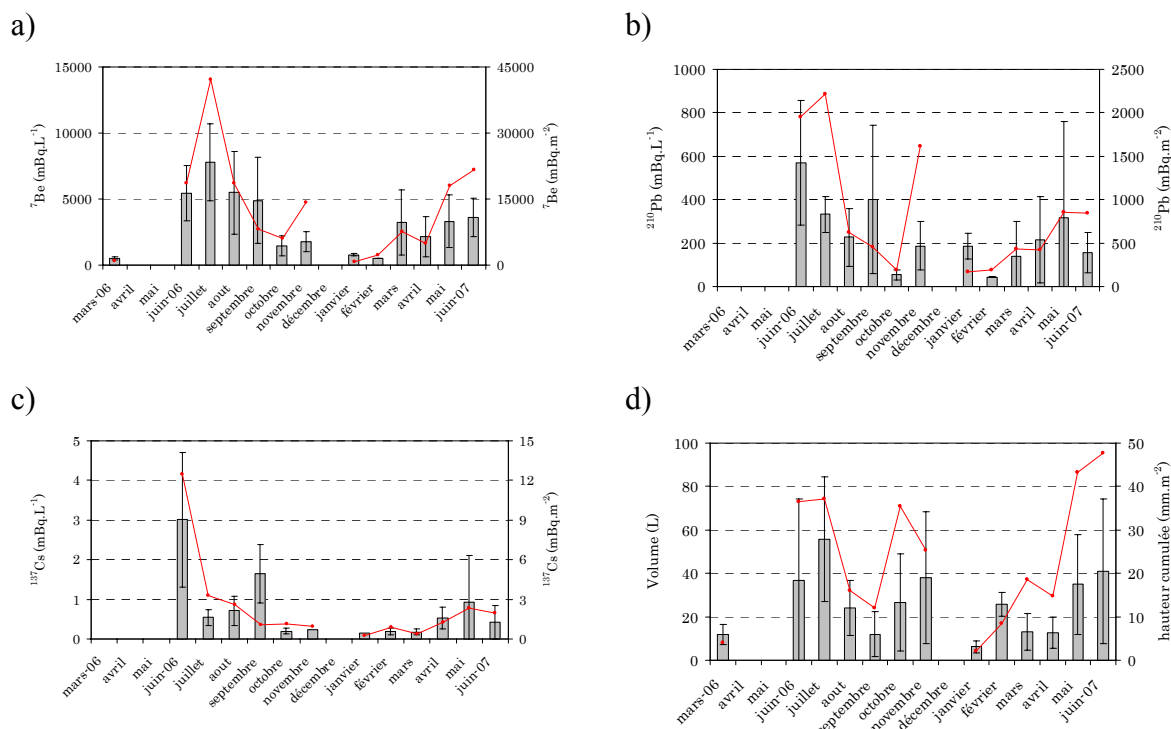 a)
⁷Be (mBq.L⁻¹)
15000
10000
5000
0
45000
30000
15000
0
⁷Be (mBq.m⁻²)
mars-06
avril
mai
juin-06
juillet
aout
septembre
octobre
novembre
décembre
janvier
février
mars
avril
mai
juin-07
b)
²¹⁰Pb (mBq.L⁻¹)
1000
800
600
400
200
0
2500
2000
1500
1000
500
0
²¹⁰Pb (mBq.m⁻²)
mars-06
avril
mai
juin-06
juillet
aout
septembre
octobre
novembre
décembre
janvier
février
mars
avril
mai
juin-07
c)
¹³⁷Cs (mBq.L⁻¹)
5
4
3
2
1
0
15
12
9
6
3
0
¹³⁷Cs (mBq.m⁻²)
mars-06
avril
mai
juin-06
juillet
aout
septembre
octobre
novembre
décembre
janvier
février
mars
avril
mai
juin-07
d)
Volume (L)
100
80
60
40
20
0
50
40
30
20
10
0
hauteur cumulée (mm.m⁻²)
mars-06
avril
mai
juin-06
juillet
aout
septembre
octobre
novembre
décembre
janvier
février
mars
avril
mai
juin-07